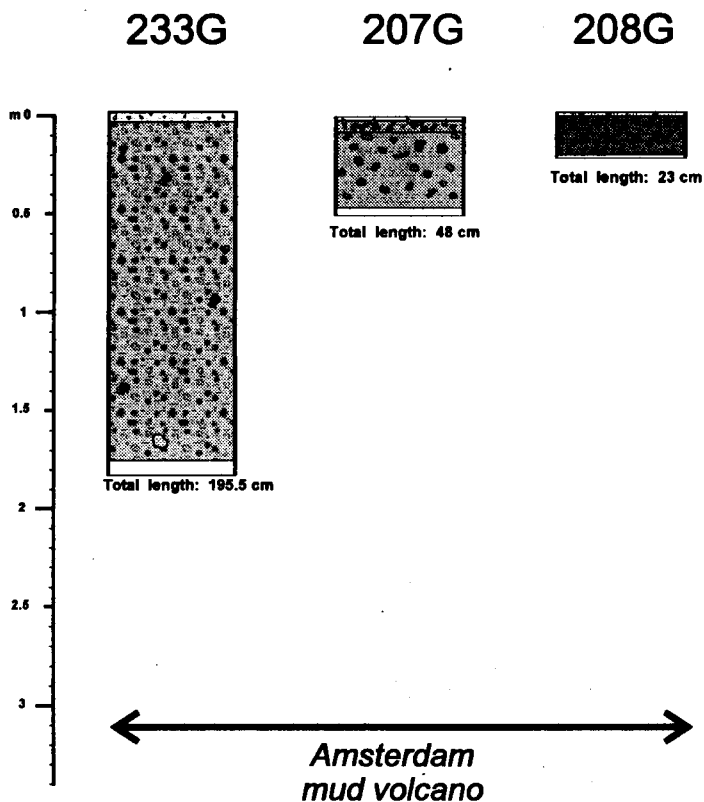 233G 207G 208G
m 0
0.5
1
1.5
2
2.5
3
Total length: 195.5 cm
Total length: 48 cm
Total length: 23 cm
Amsterdam
mud volcano